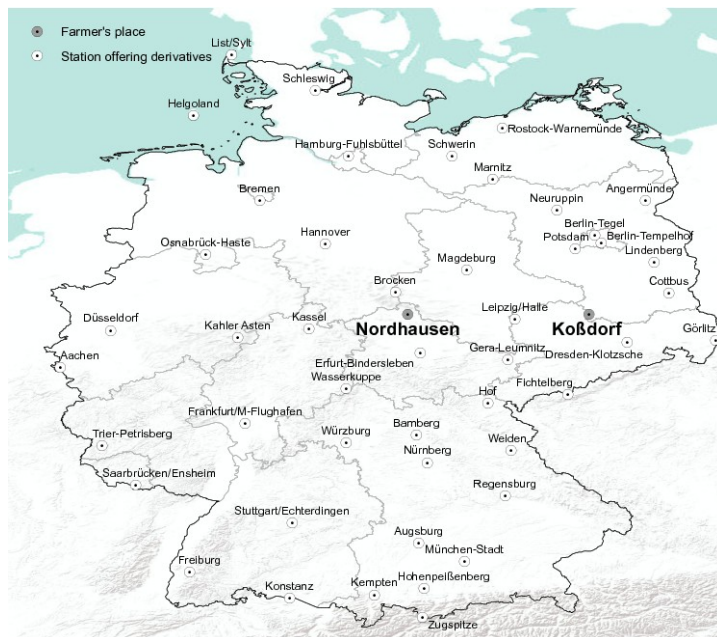 Farmer's place
List/Sylt
Station offering derivatives
Schleswig
Helgoland
Rostock-Warnemünde
Hamburg-Fuhlsbüttel
Schwerin
Marnitz
Bremen
Neuruppin
Angermünde
Berlin-Tegel
Hannover
Potsdam
Berlin-Tempelhof
Osnabrück-Haste
Magdeburg
Lindenberg
Brocken
Cottbus
Leipzig/Halle
Düsseldorf
Kahler Asten
Kassel
Nordhausen
Koßdorf
Görlitz
Aachen
Erfurt-Bindersleben
Gera-Leumnitz
Dresden-Klotzsche
Wasserkuppe
Fichtelberg
Hof
Frankfurt/M-Flughafen
Trier-Petrisberg
Würzburg
Bamberg
Weiden
Nürnberg
Saarbrücken/Ensheim
Regensburg
Stuttgart/Echterdingen
Augsburg
München-Stadt
Freiburg
Konstanz
Kempten
Hohenpeißenberg
Zugspitze